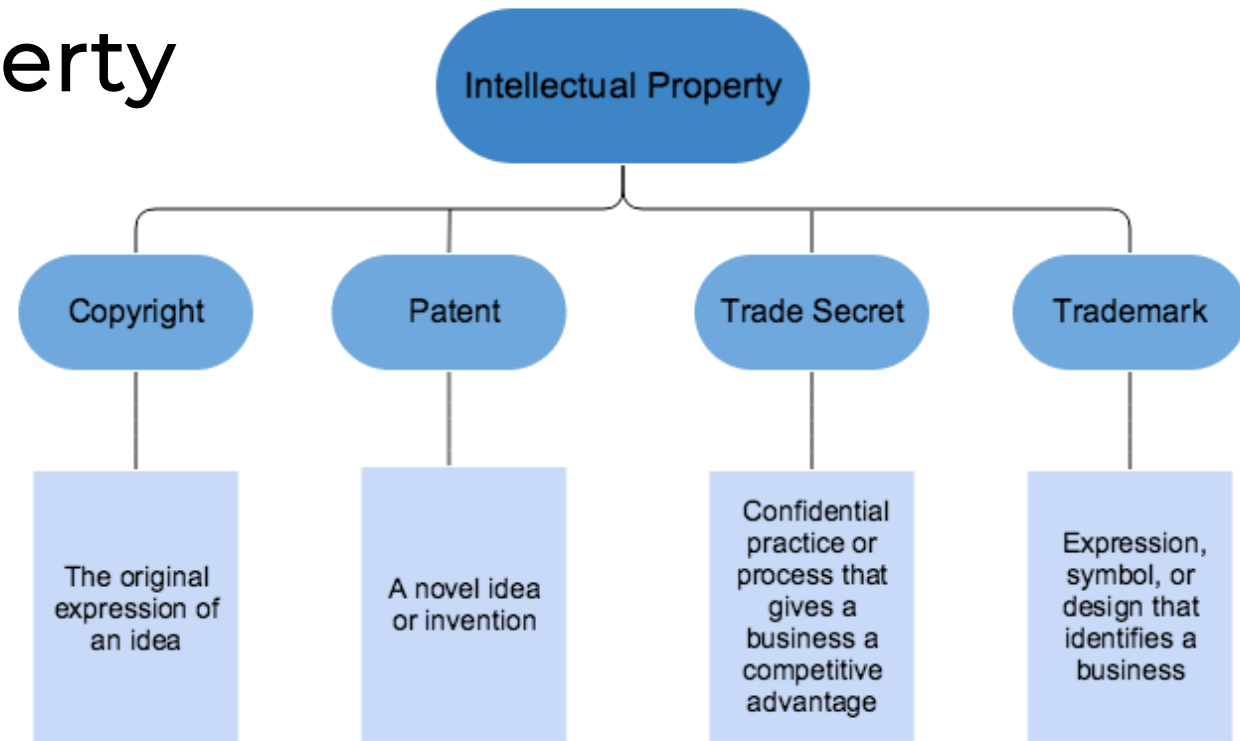 erty
Intellectual Property
Copyright
Patent
Trade Secret
Trademark
The original
expression of
an idea
A novel idea
or invention
Confidential
practice or
process that
gives a
business a
competitive
advantage
Expression,
symbol, or
design that
identifies a
business